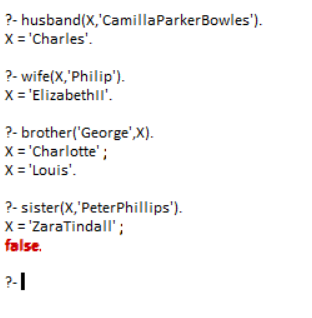 ?- husband(X,'CamillaParkerBowles').
X = 'Charles'.
?- wife(X,'Philip').
X = 'ElizabethII'.
?- brother('George',X).
X = 'Charlotte' ;
X = 'Louis'.
?- sister(X,'PeterPhillips').
X = 'ZaraTindall' ;
false.
?-